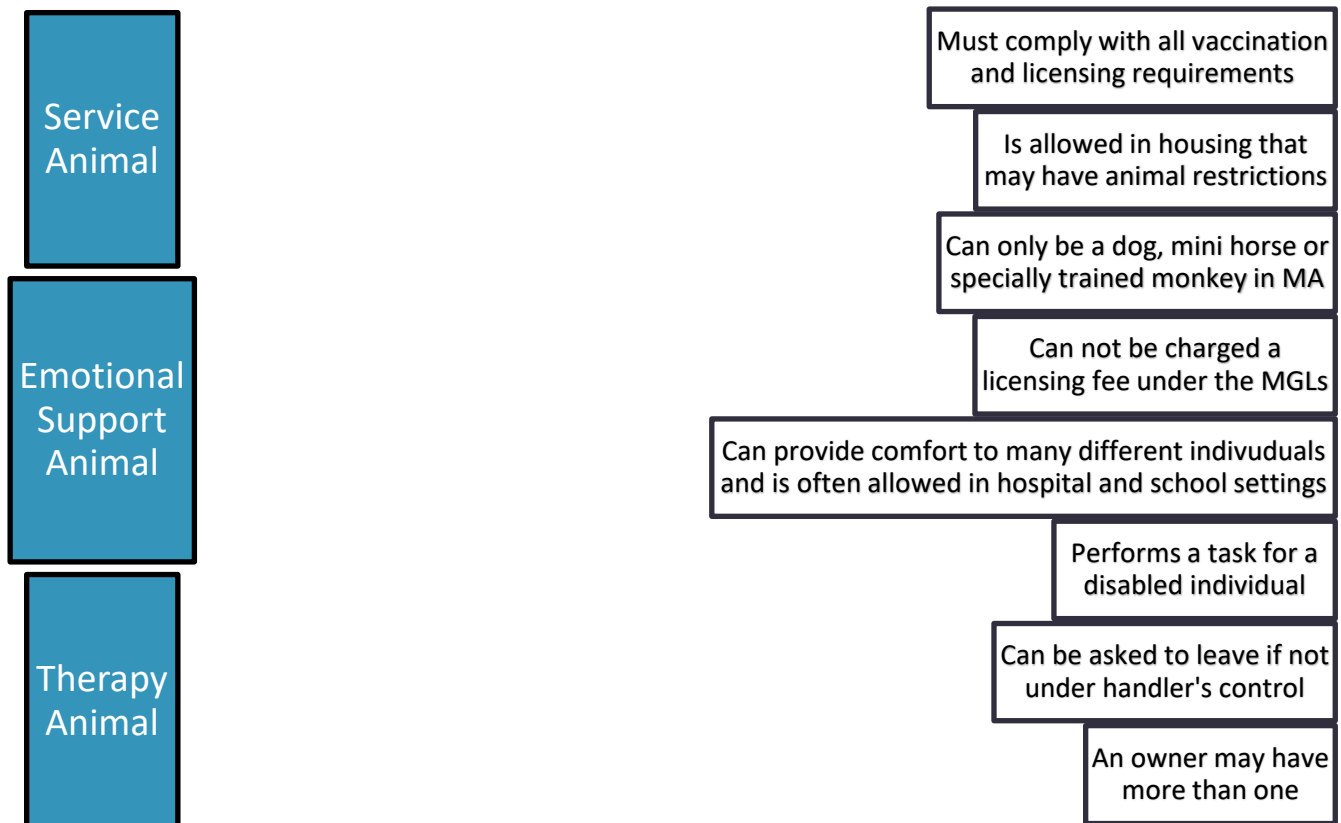 Service
Animal
Emotional
Support
Animal
Therapy
Animal
Must comply with all vaccination
and licensing requirements
Is allowed in housing that
may have animal restrictions
Can only be a dog, mini horse or
specially trained monkey in MA
Can not be charged a
licensing fee under the MGLs
Can provide comfort to many different indivuduals
and is often allowed in hospital and school settings
Performs a task for a
disabled individual
Can be asked to leave if not
under handler's control
An owner may have
more than one